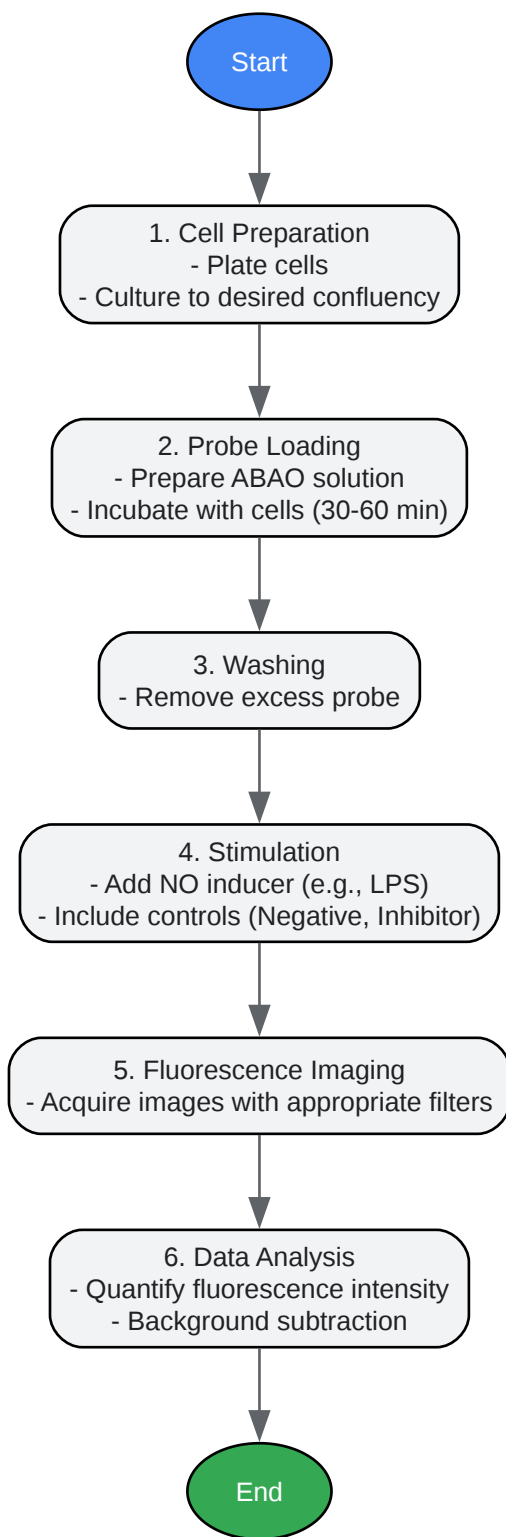 Start
1. Cell Preparation
- Plate cells
- Culture to desired confluency
2. Probe Loading
- Prepare ABAO solution
- Incubate with cells (30-60 min)
3. Washing
- Remove excess probe
4. Stimulation
- Add NO inducer (e.g., LPS)
- Include controls (Negative, Inhibitor)
5. Fluorescence Imaging
- Acquire images with appropriate filters
6. Data Analysis
- Quantify fluorescence intensity
- Background subtraction
End